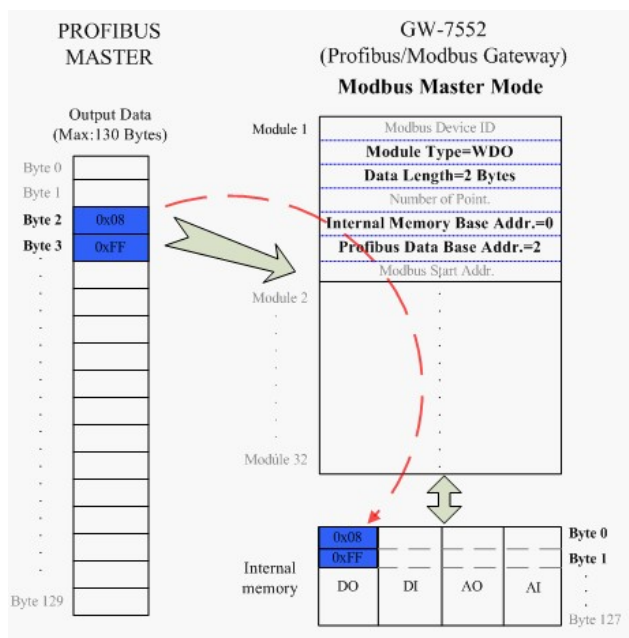 PROFIBUS
MASTER
GW-7552
(Profibus/Modbus Gateway)
Modbus Master Mode
Output Data
(Max:130 Bytes)
Byte 0
Byte 1
Byte 2
0x08
Byte 3
0xFF
Byte 129
Module 1
Modbus Device ID
Module Type=WDO
Data Length=2 Bytes
Number of Point.
Internal Memory Base Addr.=0
Profibus Data Base Addr.=2
Modbus Start Addr.
Module 2
Module 32
Internal
memory
0x08
0xFF
DO
DI
AO
AI
Byte 0
Byte 1
Byte 127